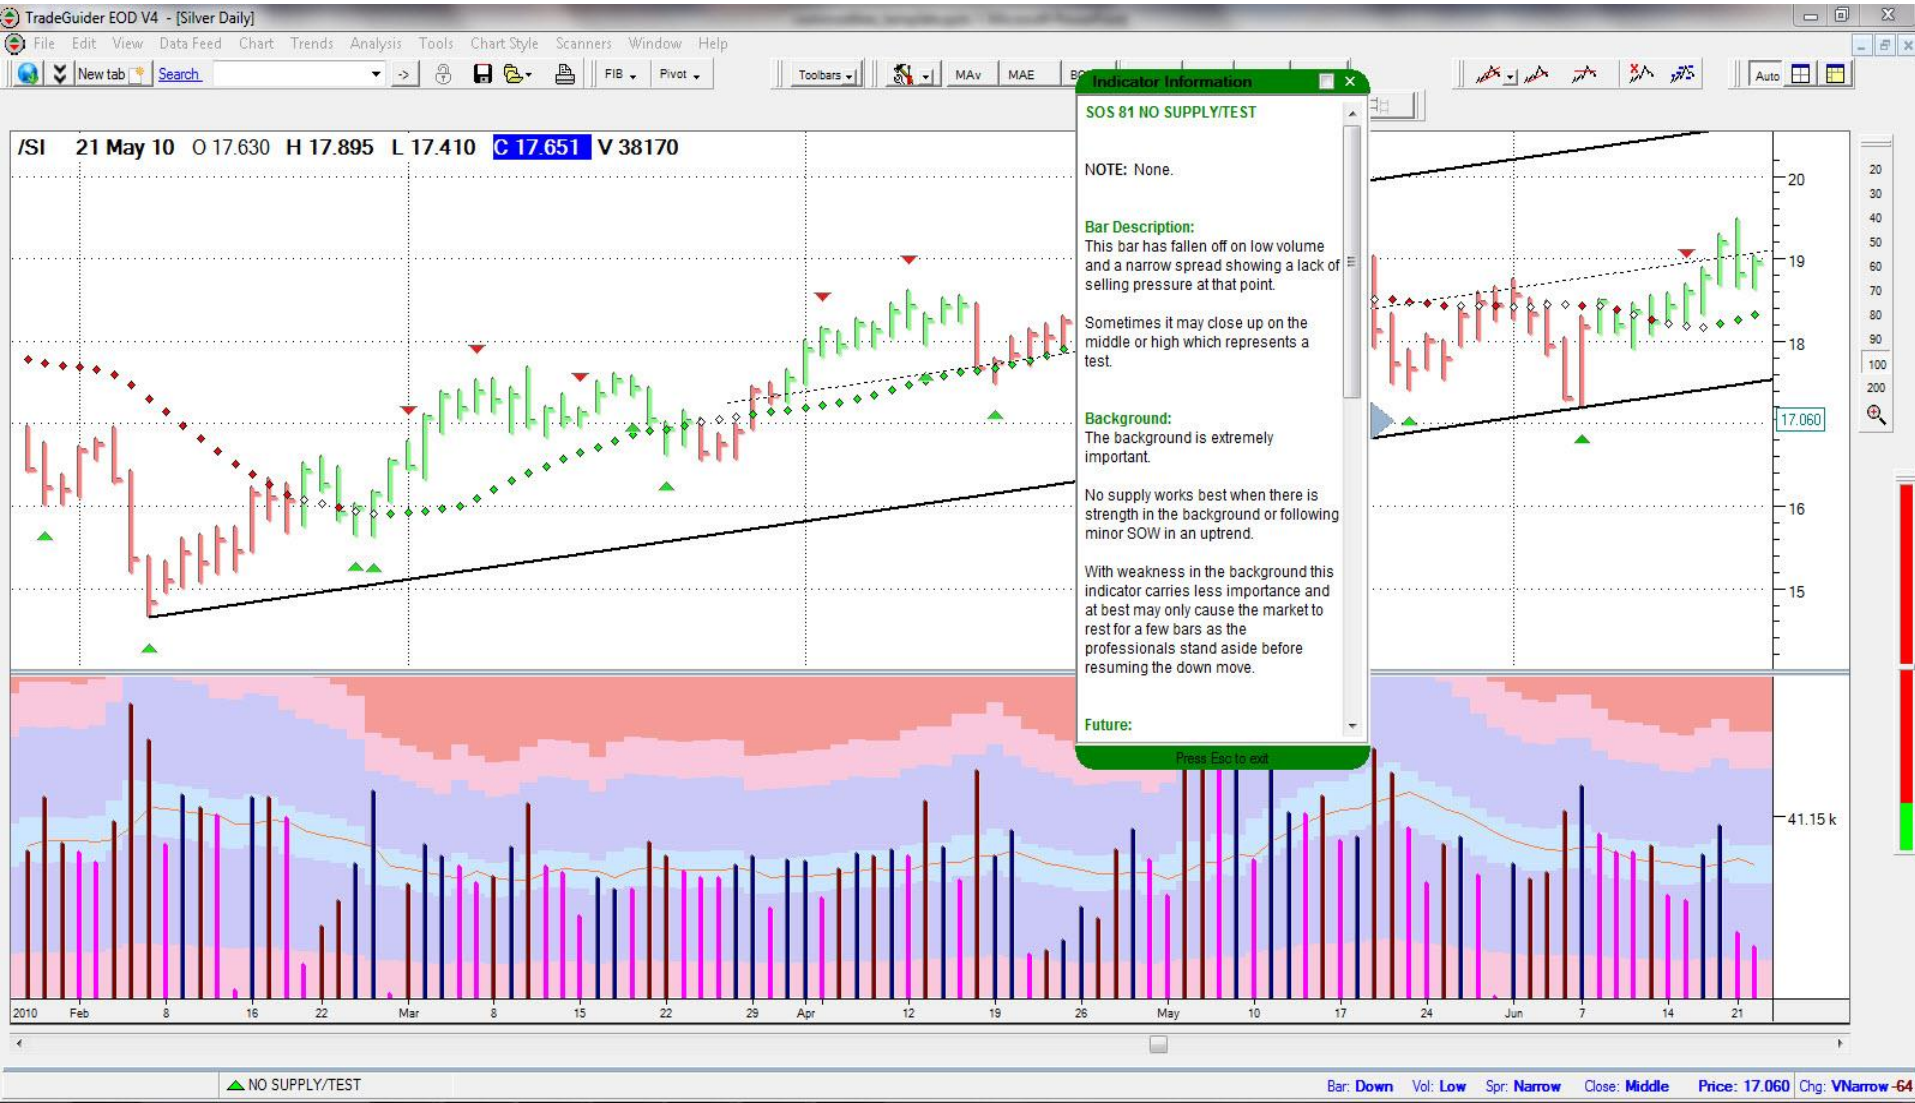 TradeGuider EOD V4 - [Silver Daily]
File Edit View Data Feed Chart Trends Analysis Tools Chart Style Scanners Window Help
New tab Search -> FIB Pivot Toolbars MAv MAE Auto
Indicator Information
SOS 81 NO SUPPLY/TEST
NOTE: None.
Bar Description:
This bar has fallen off on low volume
and a narrow spread showing a lack of
selling pressure at that point.
Sometimes it may close up on the
middle or high which represents a
test.
Background:
The background is extremely
important.
No supply works best when there is
strength in the background or following
minor SOW in an uptrend.
With weakness in the background this
indicator carries less importance and
at best may only cause the market to
rest for a few bars as the
professionals stand aside before
resuming the down move.
Future:
Press Esc to exit
/SI 21 May 10 O 17.630 H 17.895 L 17.410 C 17.651 V 38170
20
19
18
17.060
16
15
41.15 k
20
30
40
50
60
70
80
90
100
200
2010 Feb 8 16 22 Mar 8 15 22 29 Apr 12 19 26 May 10 17 24 Jun 7 14 21
NO SUPPLY/TEST
Bar: Down Vol: Low Spr: Narrow Close: Middle Price: 17.060 Chg: VNarrow -64